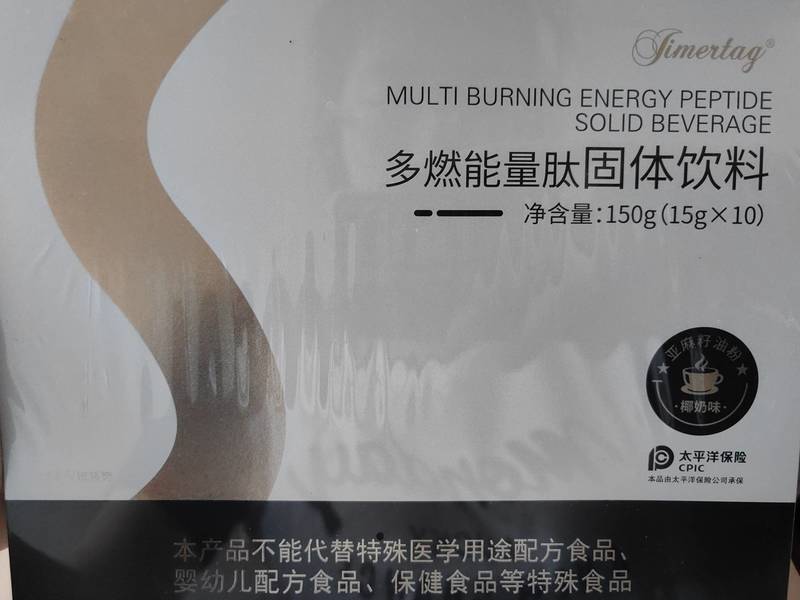 Jimertag®
MULTI BURNING ENERGY PEPTIDE
SOLID BEVERAGE
多燃能量肽固体饮料
净含量:150g(15g×10)
亚麻籽油粉
·椰奶味·
太平洋保险
CPIC
本品由太平洋保险公司承保
本产品不能代替特殊医学用途配方食品、
婴幼儿配方食品、保健食品等特殊食品